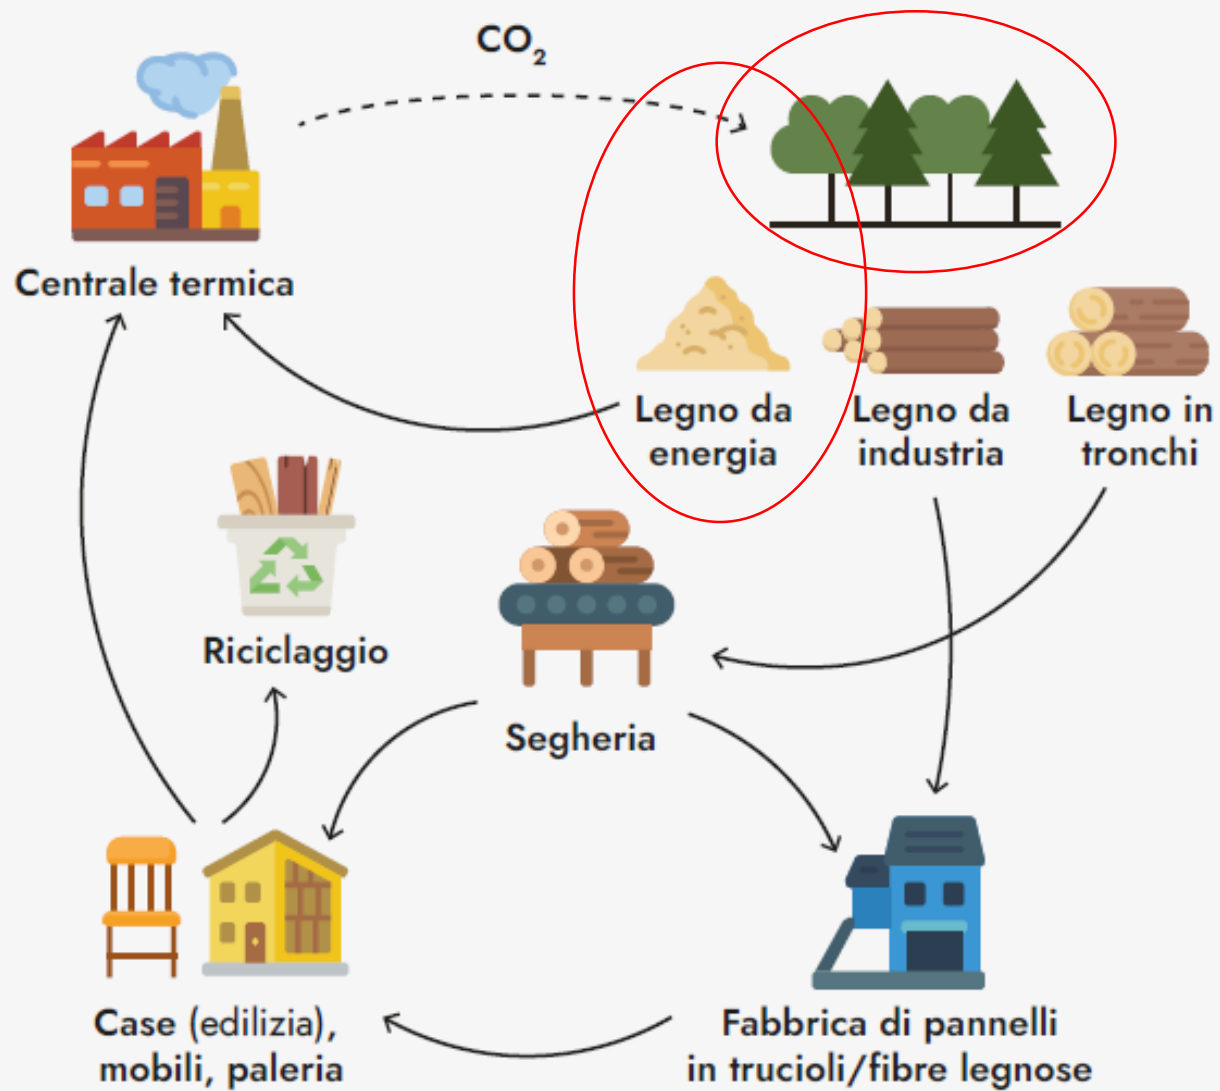 CO₂
Centrale termica
Legno da
energia
Legno da
industria
Legno in
tronchi
Riciclaggio
Segheria
Case (edilizia),
mobili, paleria
Fabbrica di pannelli
in trucioli/fibre legnose